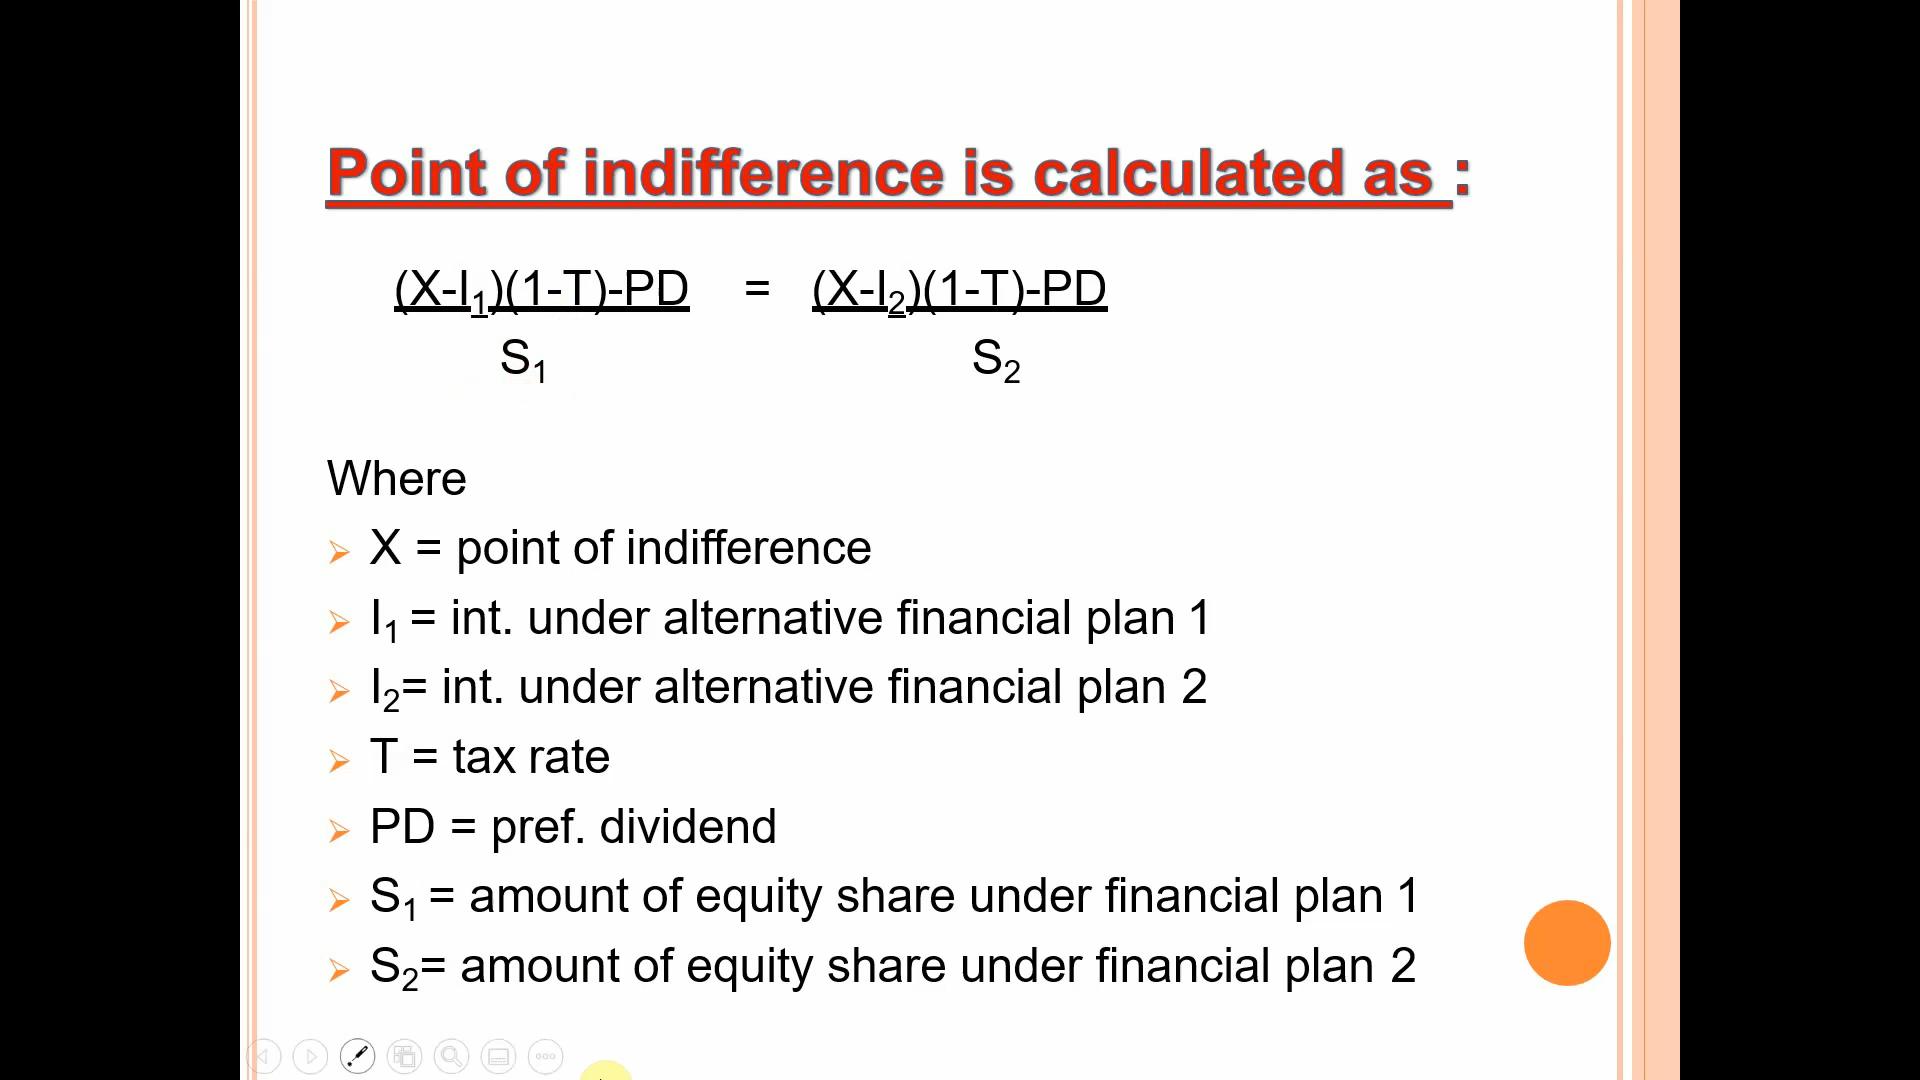 Point of indifference is calculated as :
(X-I₁)(1-T)-PD = (X-I₂)(1-T)-PD
S₁ S₂
Where
X = point of indifference
I₁ = int. under alternative financial plan 1
I₂= int. under alternative financial plan 2
T = tax rate
PD = pref. dividend
S₁ = amount of equity share under financial plan 1
S₂= amount of equity share under financial plan 2